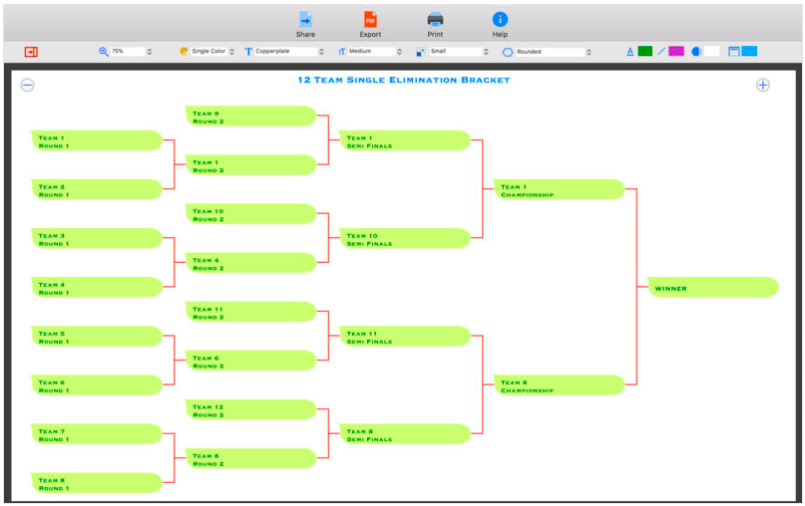 Share
Export
Print
Help
75%
Single Color
Copperplate
Medium
Small
Rounded
12 Team Single Elimination Bracket
Team 9
Round 2
Team 1
Round 1
Team 1
Semi Finals
Team 1
Round 2
Team 2
Round 1
Team 1
Championship
Team 10
Round 2
Team 3
Round 1
Team 10
Semi Finals
Team 4
Round 2
Team 4
Round 1
WINNER
Team 11
Round 2
Team 5
Round 1
Team 11
Semi Finals
Team 6
Round 2
Team 6
Round 1
Team 8
Championship
Team 12
Round 2
Team 7
Round 1
Team 8
Semi Finals
Team 8
Round 2
Team 8
Round 1